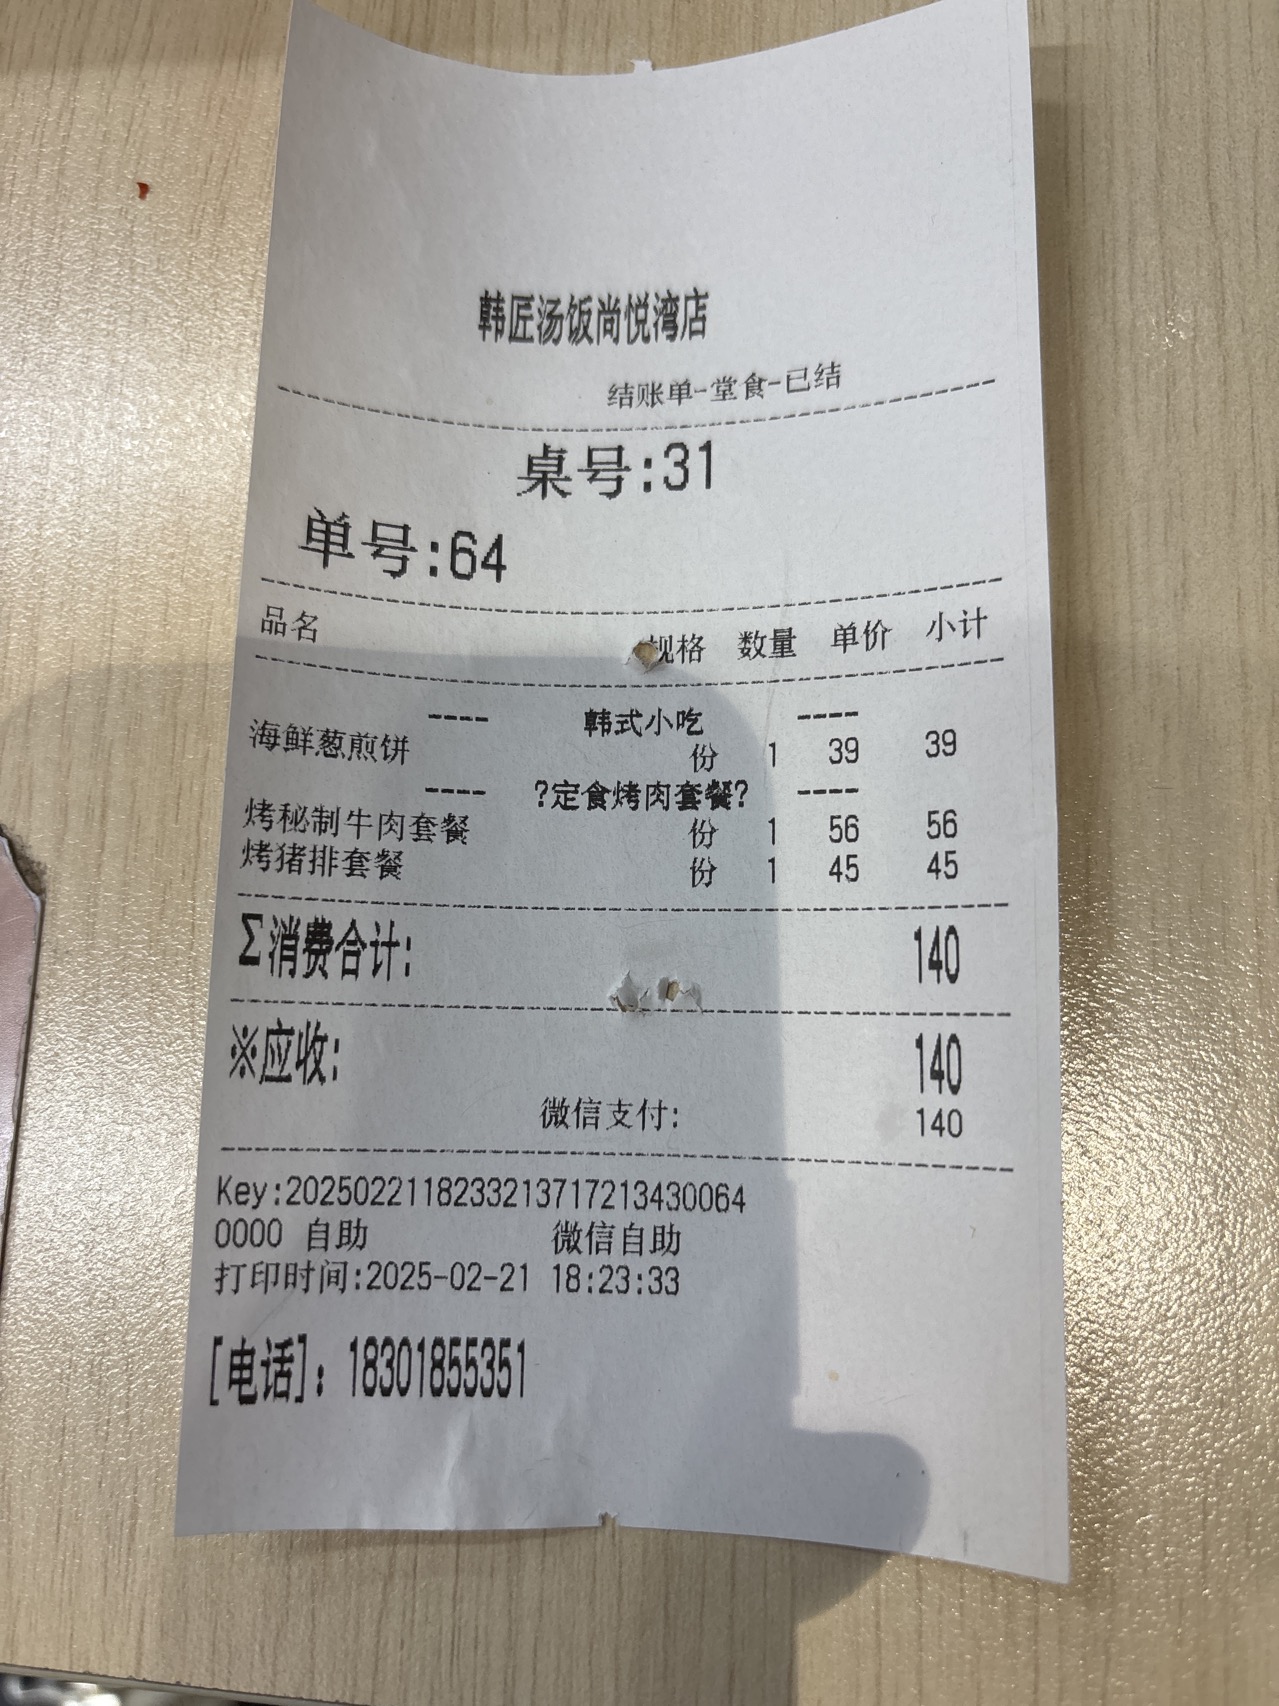 韩匠汤饭尚悦湾店
结账单-堂食-已结
桌号:31
单号:64
品名 规格 数量 单价 小计
---- 韩式小吃 ----
海鲜葱煎饼 份 1 39 39
---- ?定食烤肉套餐? ----
烤秘制牛肉套餐 份 1 56 56
烤猪排套餐 份 1 45 45
Σ消费合计: 140
※应收: 140
微信支付: 140
Key:2025022118233213717213430064
0000 自助 微信自助
打印时间:2025-02-21 18:23:33
[电话]: 18301855351